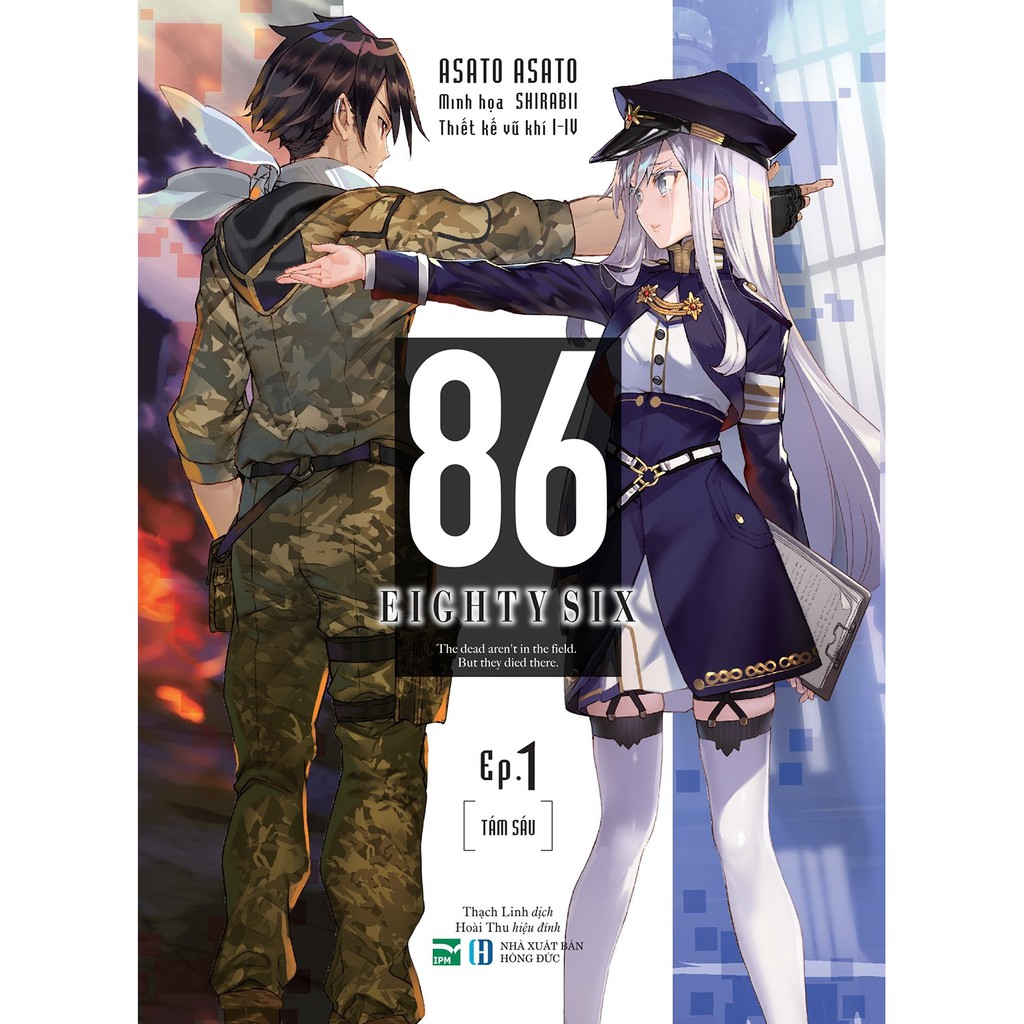 ASATO ASATO
Minh họa SHIRABII
Thiết kế vũ khí I-IV
86
EIGHTYSIX
The dead aren't in the field.
But they died there.
Ep.1
[TÁM SÁU]
Thạch Linh dịch
Hoài Thu hiệu đính
IPM
H NHÀ XUẤT BẢN
HỒNG ĐỨC